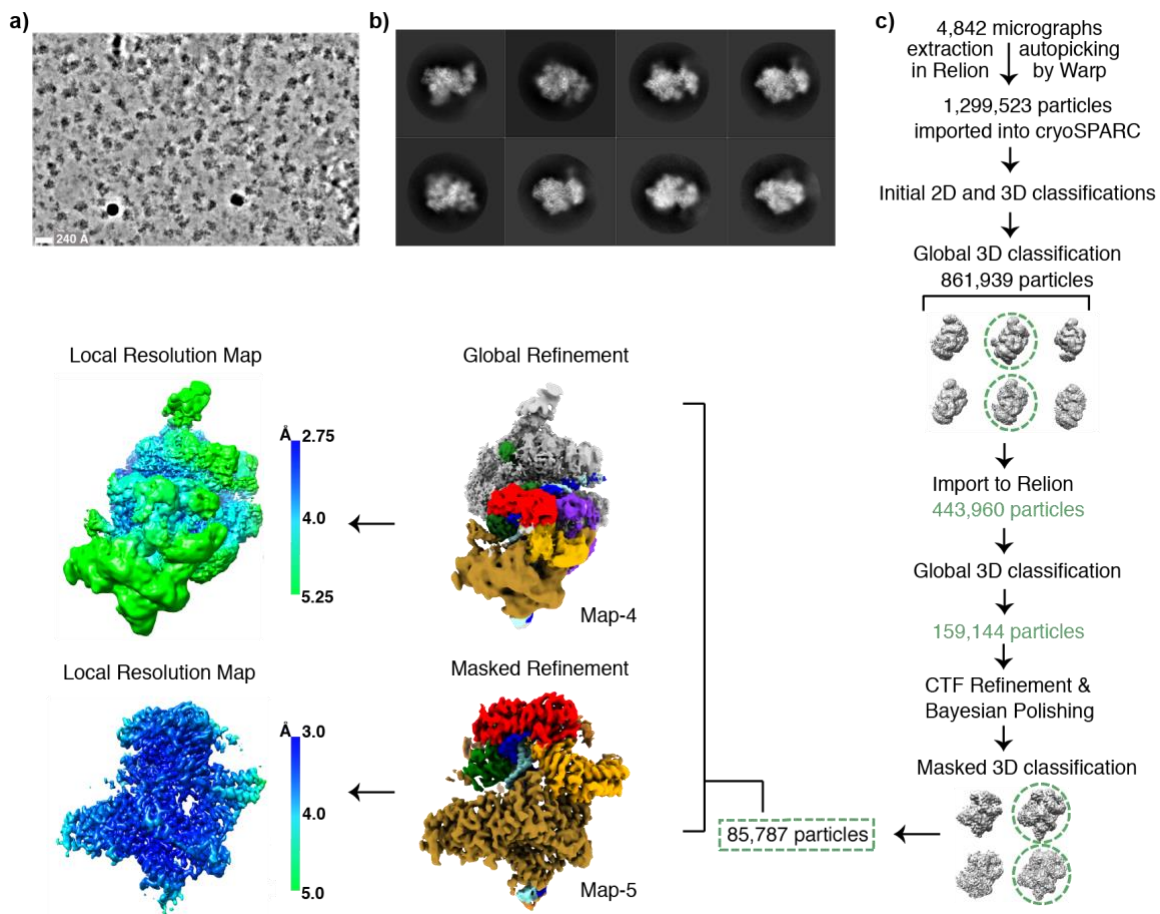 a)
240 Å
b)
c)
4,842 micrographs
extraction autopicking
in Relion by Warp
1,299,523 particles
imported into cryoSPARC
Initial 2D and 3D classifications
Global 3D classification
861,939 particles
Import to Relion
443,960 particles
Global 3D classification
159,144 particles
CTF Refinement &
Bayesian Polishing
Masked 3D classification
85,787 particles
Global Refinement
Map-4
Local Resolution Map
Å 2.75
4.0
5.25
Masked Refinement
Map-5
Local Resolution Map
Å 3.0
4.0
5.0